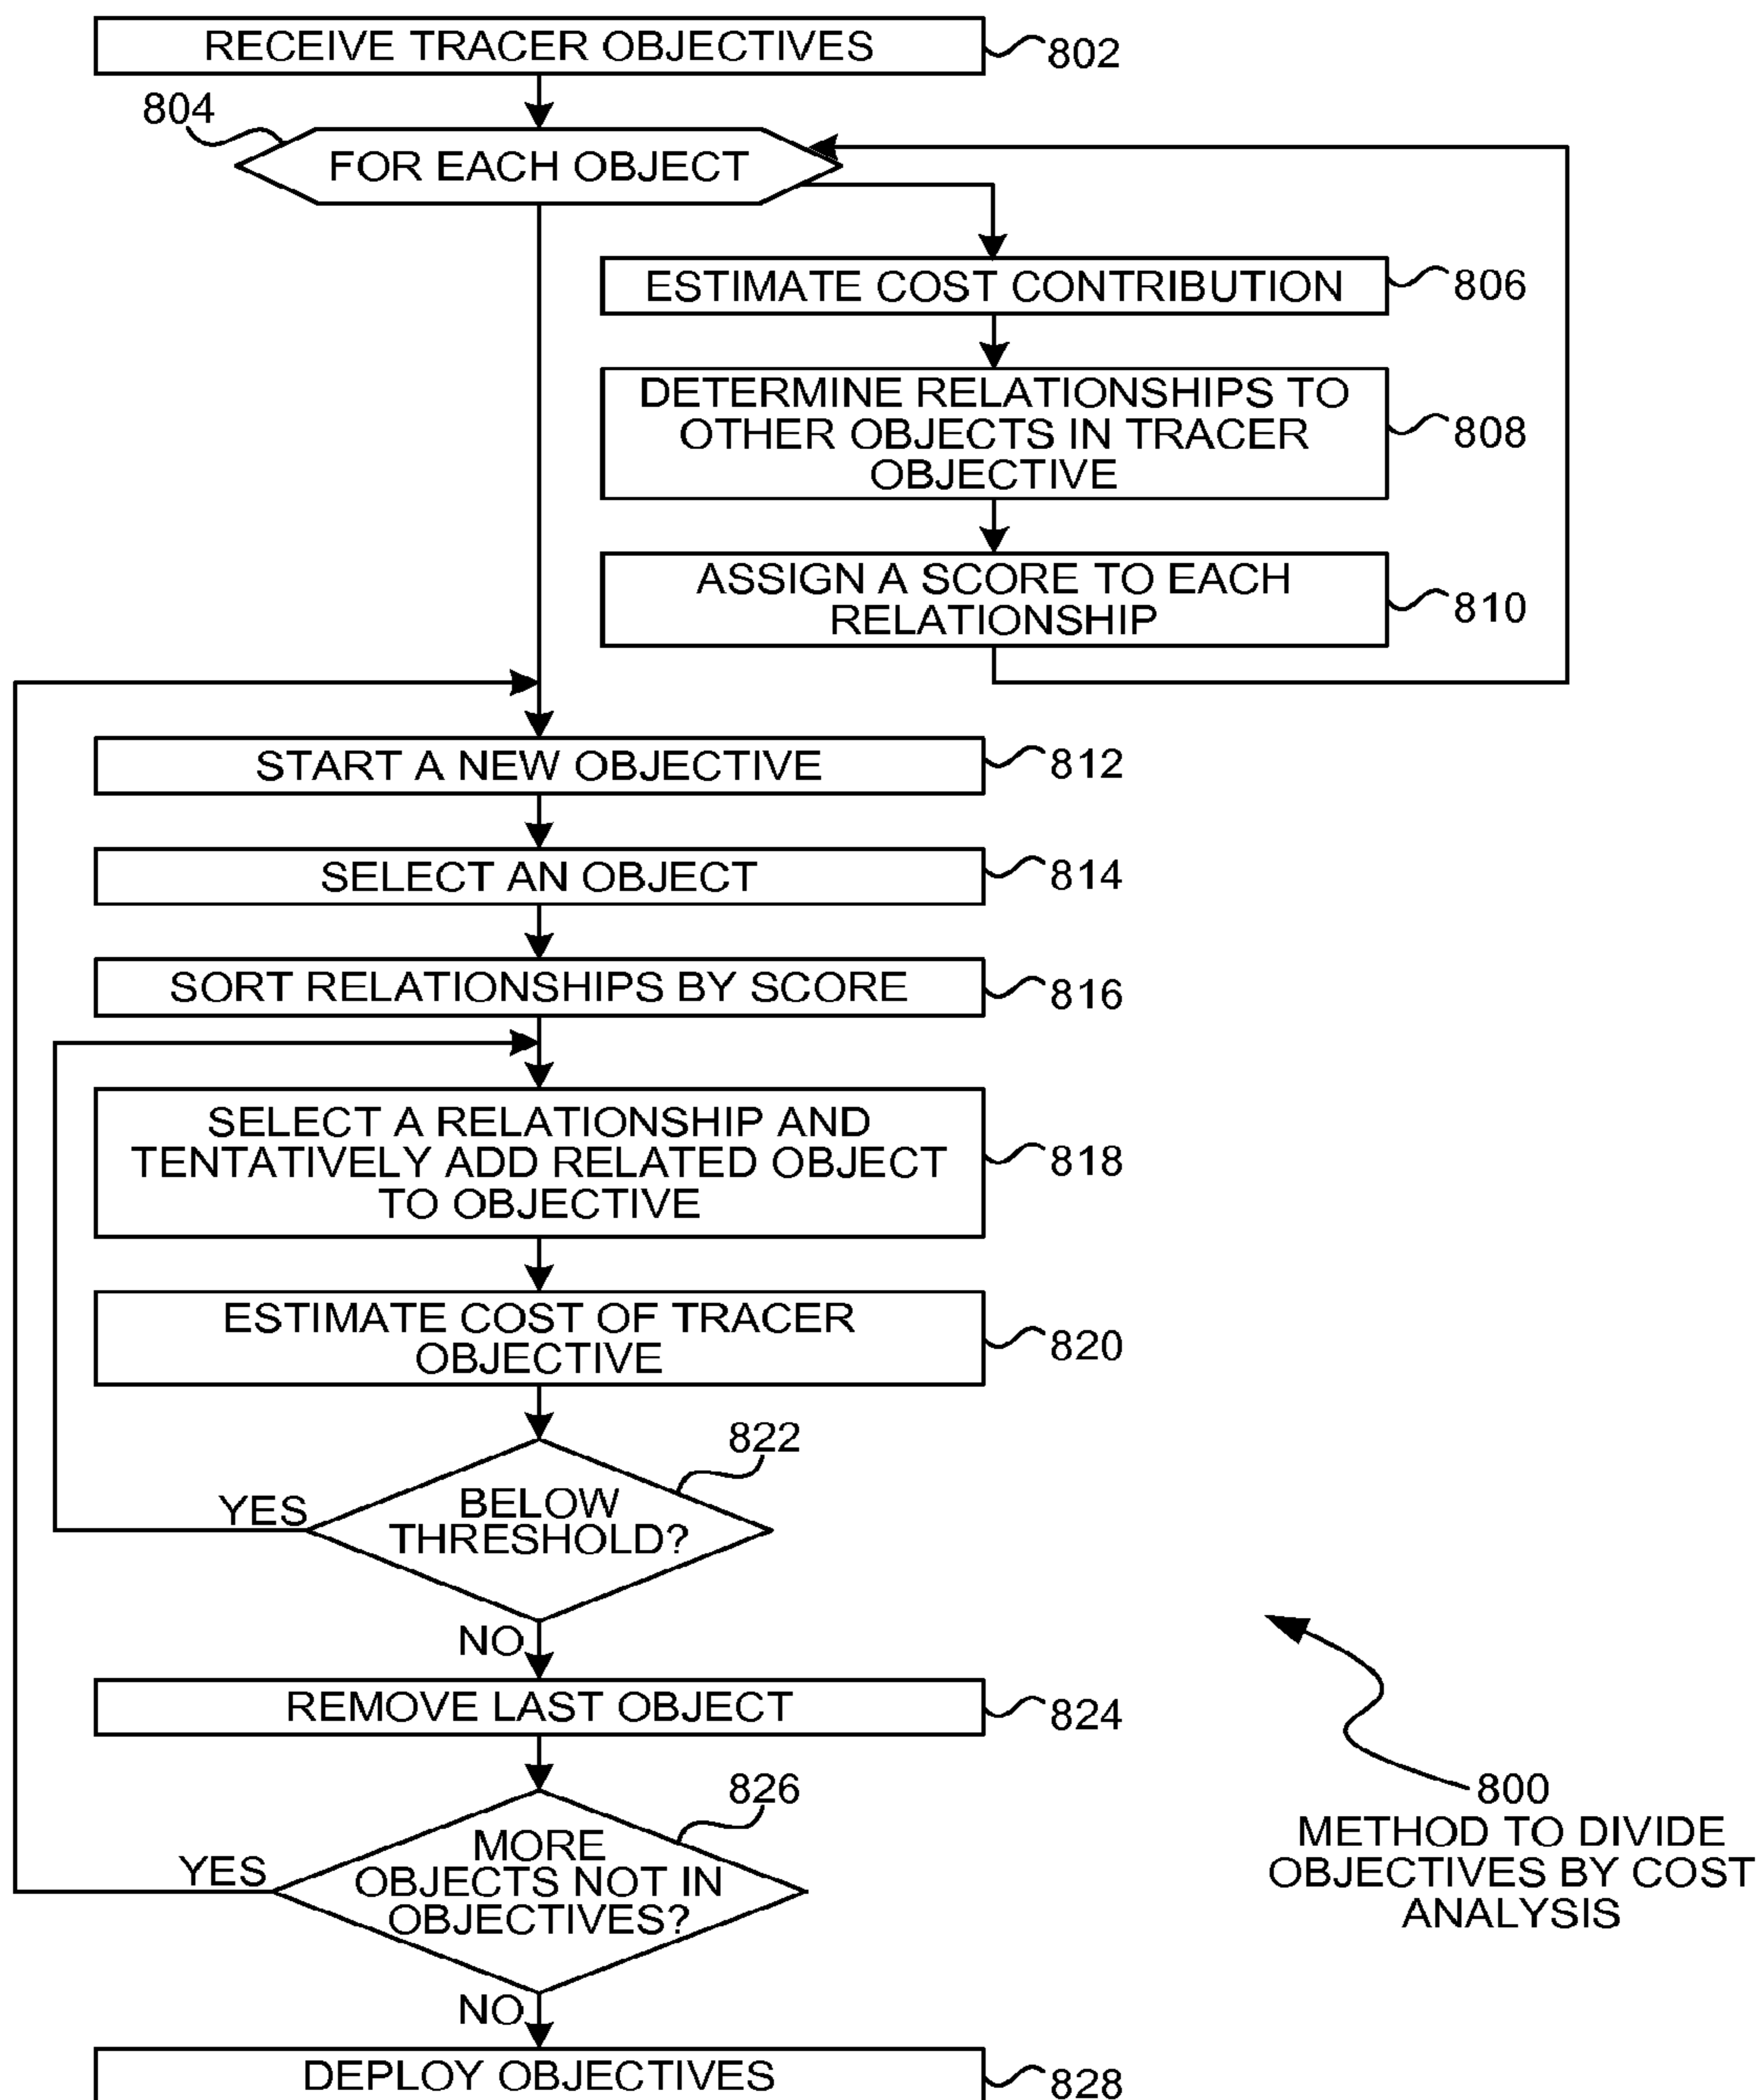 RECEIVE TRACER OBJECTIVES
802
804
FOR EACH OBJECT
ESTIMATE COST CONTRIBUTION
806
DETERMINE RELATIONSHIPS TO
OTHER OBJECTS IN TRACER
OBJECTIVE
808
ASSIGN A SCORE TO EACH
RELATIONSHIP
810
START A NEW OBJECTIVE
812
SELECT AN OBJECT
814
SORT RELATIONSHIPS BY SCORE
816
SELECT A RELATIONSHIP AND
TENTATIVELY ADD RELATED OBJECT
TO OBJECTIVE
818
ESTIMATE COST OF TRACER
OBJECTIVE
820
822
BELOW
THRESHOLD?
YES
NO
REMOVE LAST OBJECT
824
826
MORE
OBJECTS NOT IN
OBJECTIVES?
YES
NO
DEPLOY OBJECTIVES
828
800
METHOD TO DIVIDE
OBJECTIVES BY COST
ANALYSIS